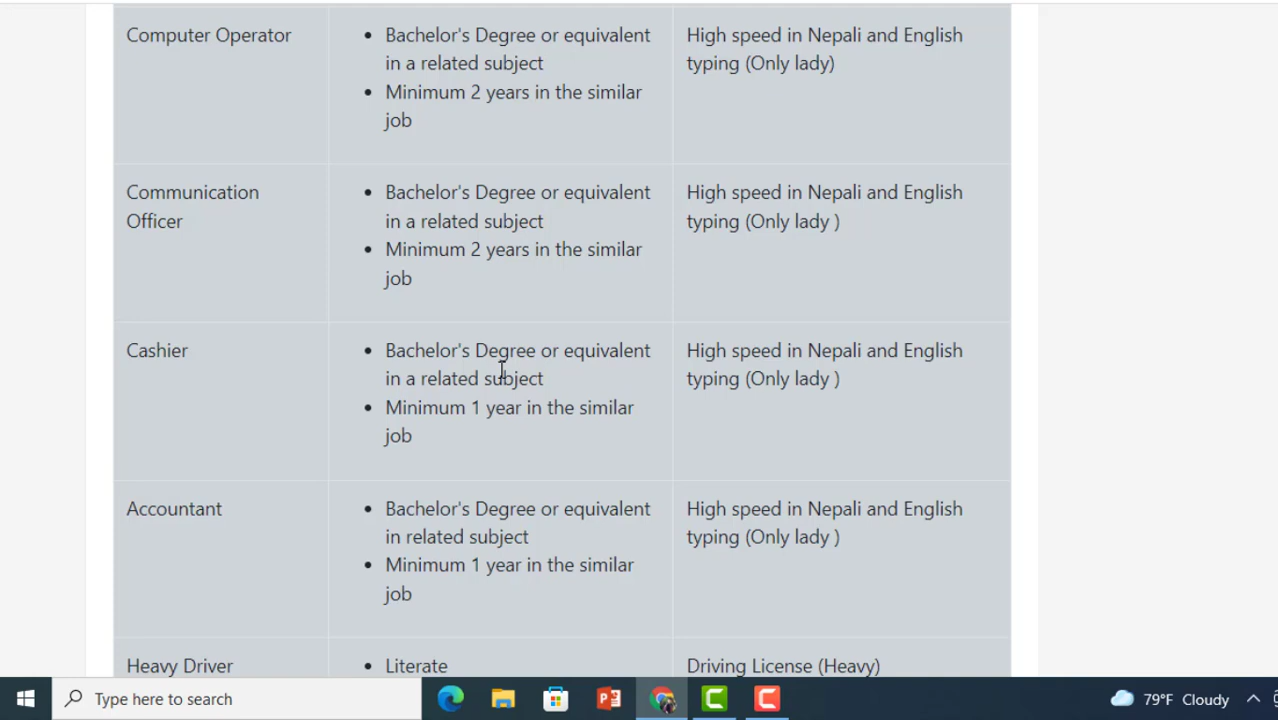 Computer Operator
Bachelor's Degree or equivalent
in a related subject
Minimum 2 years in the similar
job
High speed in Nepali and English
typing (Only lady)
Communication
Officer
Bachelor's Degree or equivalent
in a related subject
Minimum 2 years in the similar
job
High speed in Nepali and English
typing (Only lady )
Cashier
Bachelor's Degree or equivalent
in a related subject
Minimum 1 year in the similar
job
High speed in Nepali and English
typing (Only lady )
Accountant
Bachelor's Degree or equivalent
in related subject
Minimum 1 year in the similar
job
High speed in Nepali and English
typing (Only lady )
Heavy Driver
Literate
Driving License (Heavy)
Type here to search
79°F Cloudy